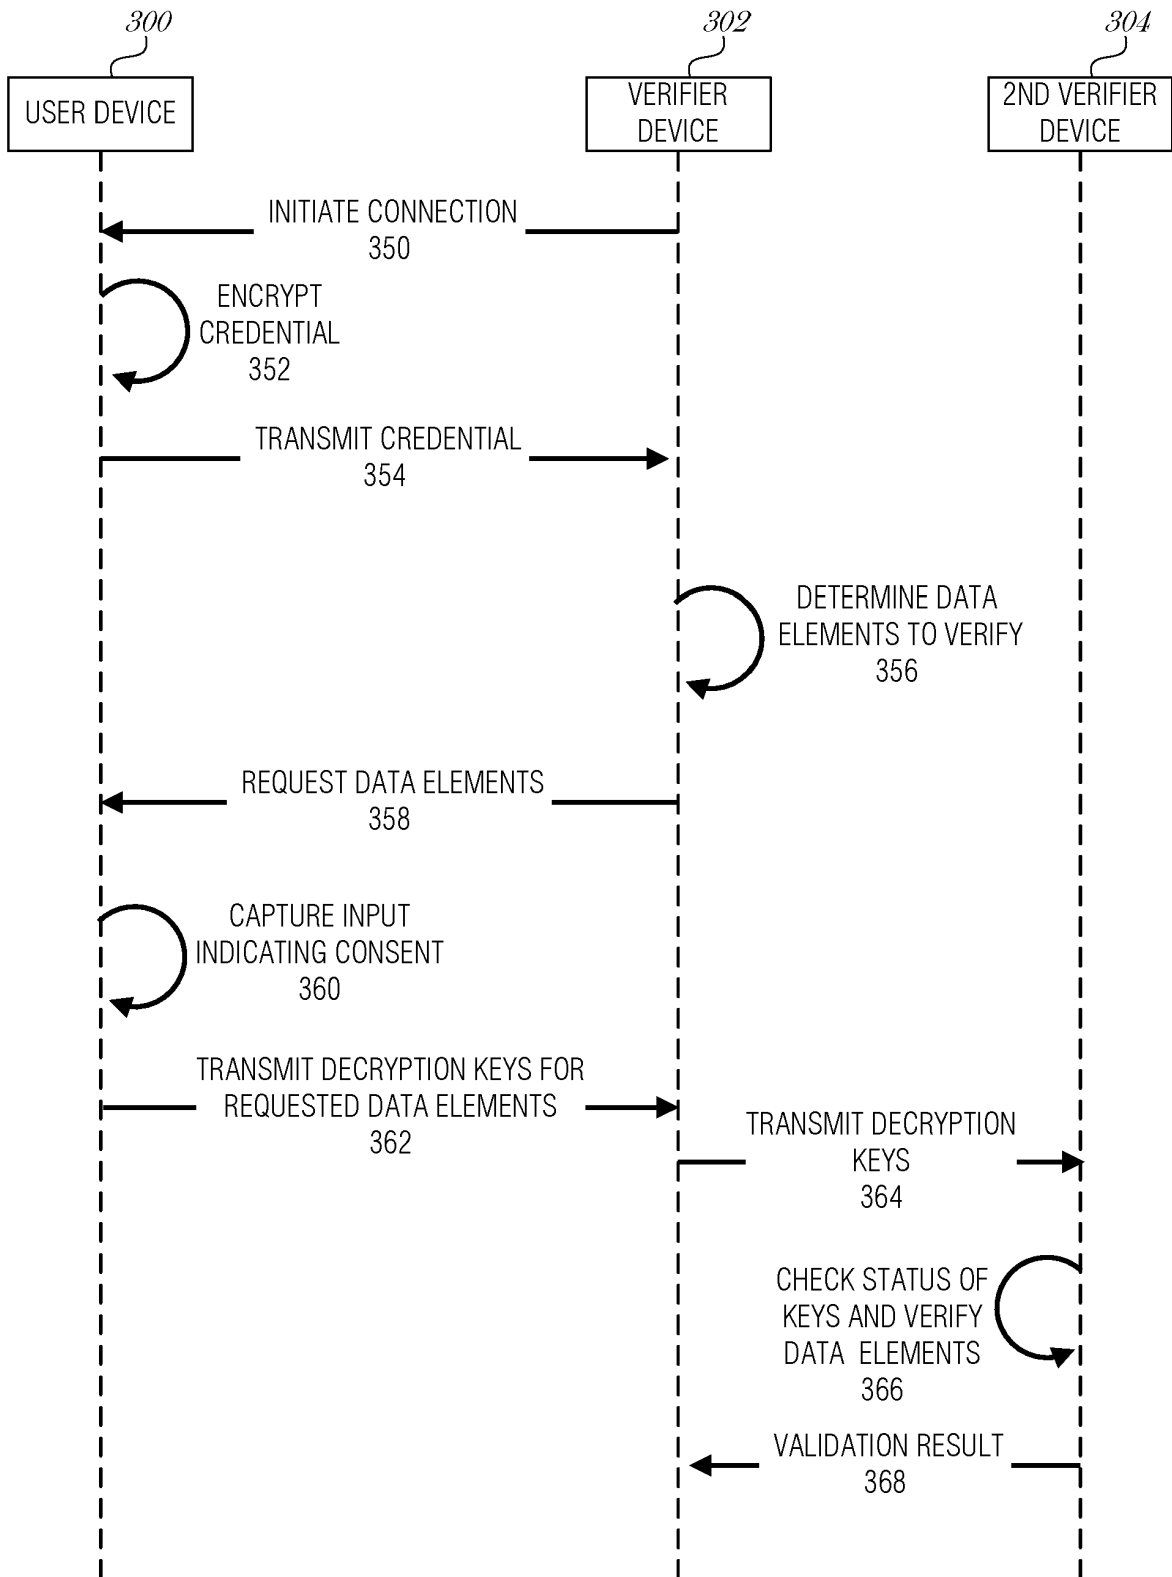 300
302
304
USER DEVICE
VERIFIER
DEVICE
2ND VERIFIER
DEVICE
INITIATE CONNECTION
350
ENCRYPT
CREDENTIAL
352
TRANSMIT CREDENTIAL
354
DETERMINE DATA
ELEMENTS TO VERIFY
356
REQUEST DATA ELEMENTS
358
CAPTURE INPUT
INDICATING CONSENT
360
TRANSMIT DECRYPTION KEYS FOR
REQUESTED DATA ELEMENTS
362
TRANSMIT DECRYPTION
KEYS
364
CHECK STATUS OF
KEYS AND VERIFY
DATA ELEMENTS
366
VALIDATION RESULT
368